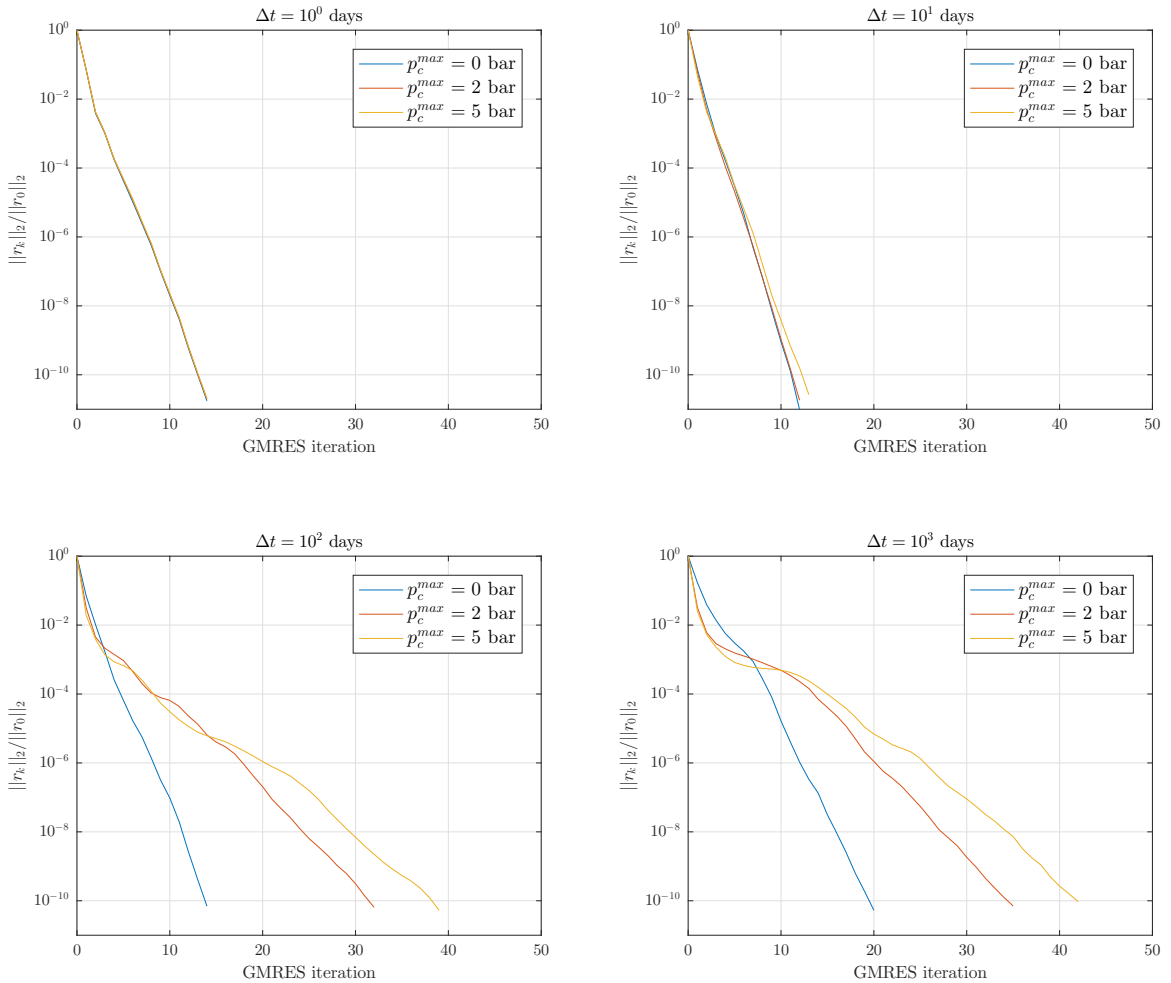 Δt = 10^0 days
10^0
10^-2
10^-4
10^-6
10^-8
10^-10
||r_k||_2/||r_0||_2
p_c^max = 0 bar
p_c^max = 2 bar
p_c^max = 5 bar
0 10 20 30 40 50
GMRES iteration
Δt = 10^1 days
10^0
10^-2
10^-4
10^-6
10^-8
10^-10
||r_k||_2/||r_0||_2
p_c^max = 0 bar
p_c^max = 2 bar
p_c^max = 5 bar
0 10 20 30 40 50
GMRES iteration
Δt = 10^2 days
10^0
10^-2
10^-4
10^-6
10^-8
10^-10
||r_k||_2/||r_0||_2
p_c^max = 0 bar
p_c^max = 2 bar
p_c^max = 5 bar
0 10 20 30 40 50
GMRES iteration
Δt = 10^3 days
10^0
10^-2
10^-4
10^-6
10^-8
10^-10
||r_k||_2/||r_0||_2
p_c^max = 0 bar
p_c^max = 2 bar
p_c^max = 5 bar
0 10 20 30 40 50
GMRES iteration